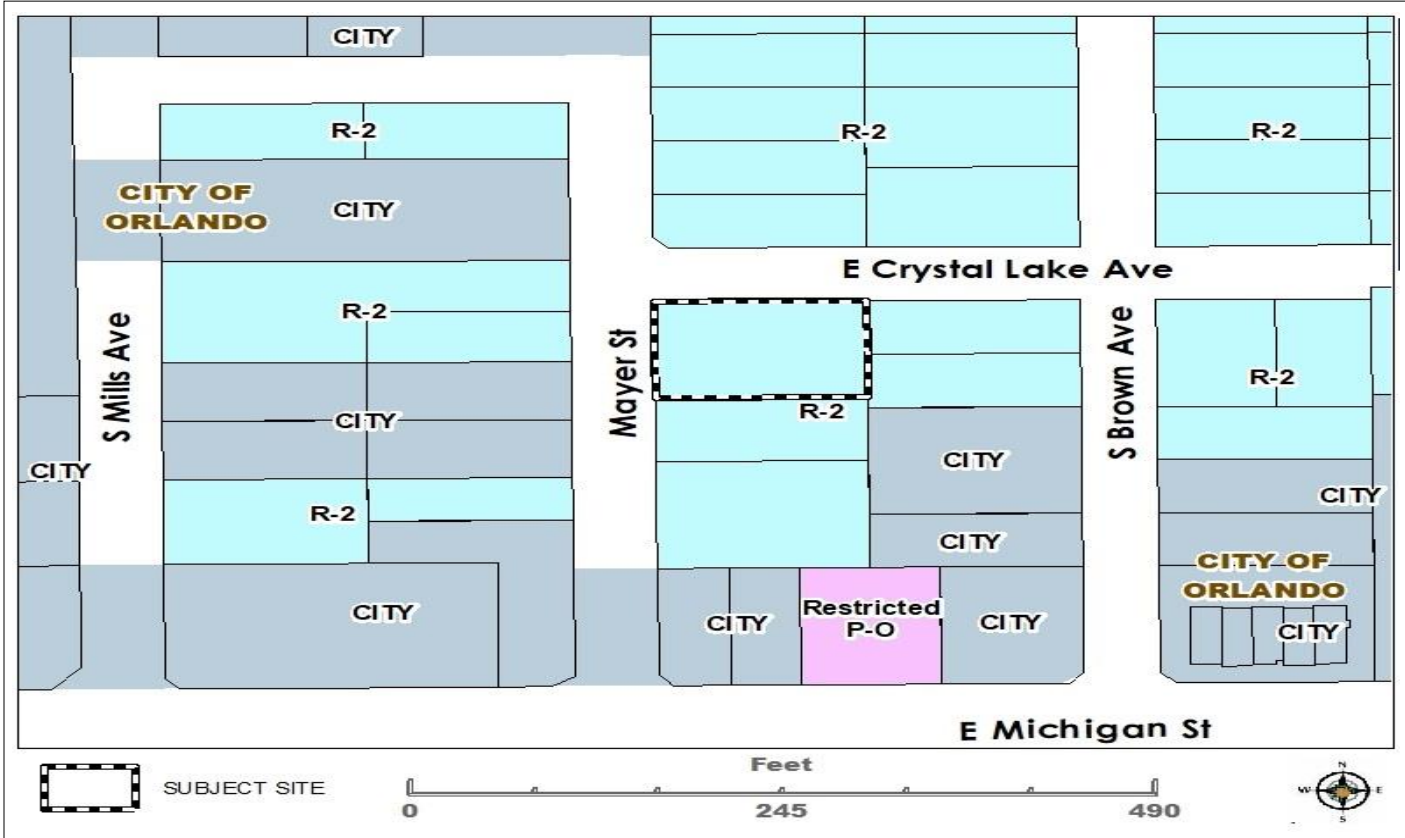 CITY
R-2
R-2
R-2
CITY OF
ORLANDO
CITY
E Crystal Lake Ave
S Mills Ave
R-2
Mayer St
S Brown Ave
R-2
R-2
CITY
CITY
CITY
CITY
R-2
CITY
CITY
CITY
CITY OF
ORLANDO
CITY
Restricted
P-O
CITY
CITY
CITY
E Michigan St
SUBJECT SITE
Feet
0
245
490
N
W
E
S